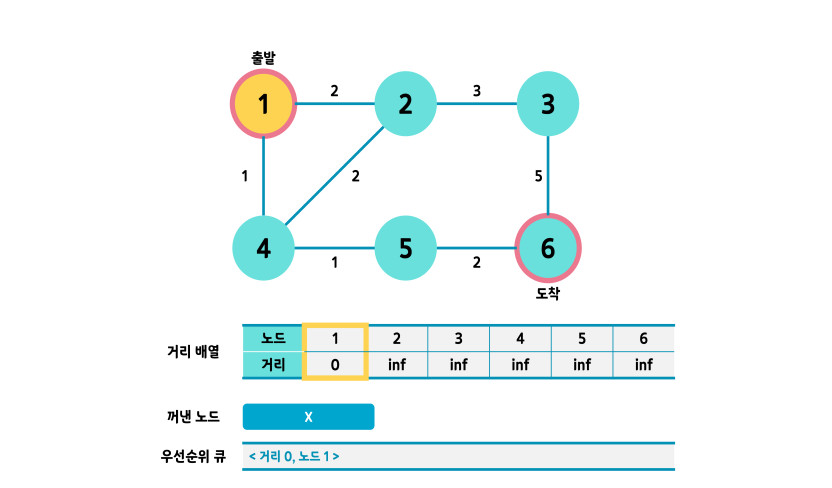 출발
1 2 2 3 3
1 2 5
4 1 5 2 6
도착
거리 배열
노드 1 2 3 4 5 6
거리 0 inf inf inf inf inf
꺼낸 노드 X
우선순위 큐 < 거리 0, 노드 1 >